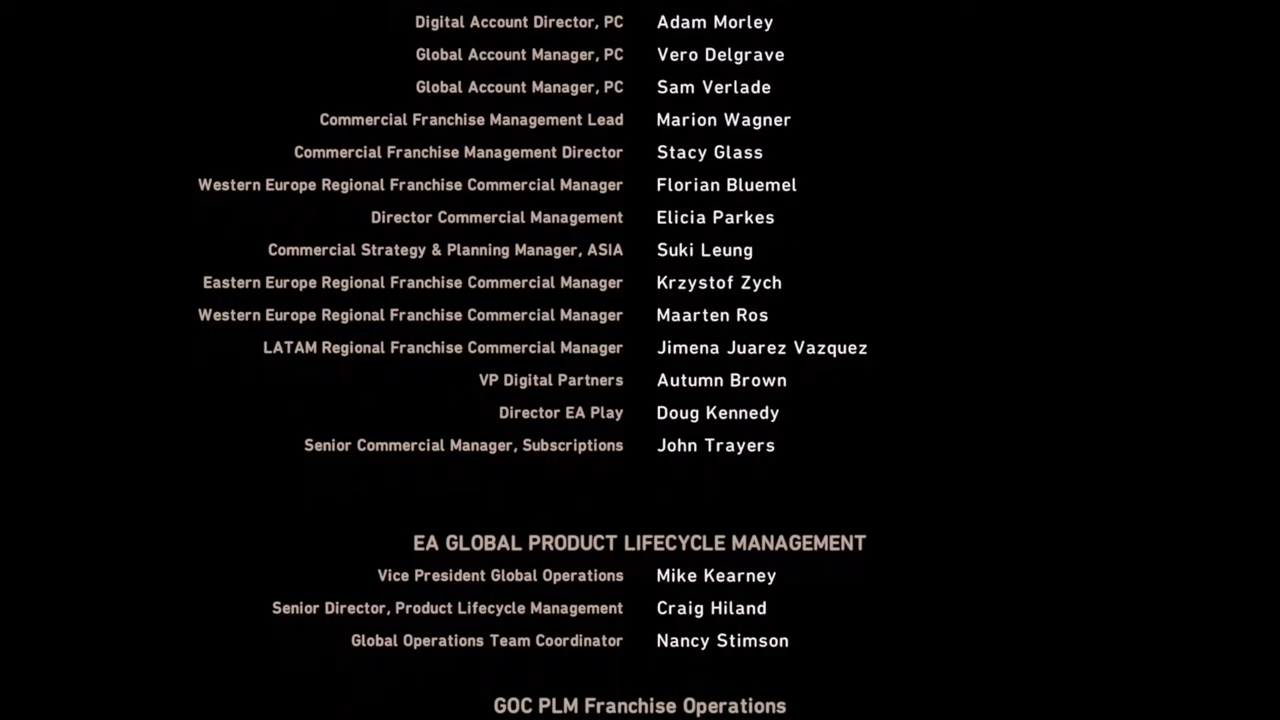 Digital Account Director, PC Adam Morley
Global Account Manager, PC Vero Delgrave
Global Account Manager, PC Sam Verlade
Commercial Franchise Management Lead Marion Wagner
Commercial Franchise Management Director Stacy Glass
Western Europe Regional Franchise Commercial Manager Florian Bluemel
Director Commercial Management Elicia Parkes
Commercial Strategy & Planning Manager, ASIA Suki Leung
Eastern Europe Regional Franchise Commercial Manager Krzystof Zych
Western Europe Regional Franchise Commercial Manager Maarten Ros
LATAM Regional Franchise Commercial Manager Jimena Juarez Vazquez
VP Digital Partners Autumn Brown
Director EA Play Doug Kennedy
Senior Commercial Manager, Subscriptions John Trayers
EA GLOBAL PRODUCT LIFECYCLE MANAGEMENT
Vice President Global Operations Mike Kearney
Senior Director, Product Lifecycle Management Craig Hiland
Global Operations Team Coordinator Nancy Stimson
GOC PLM Franchise Operations